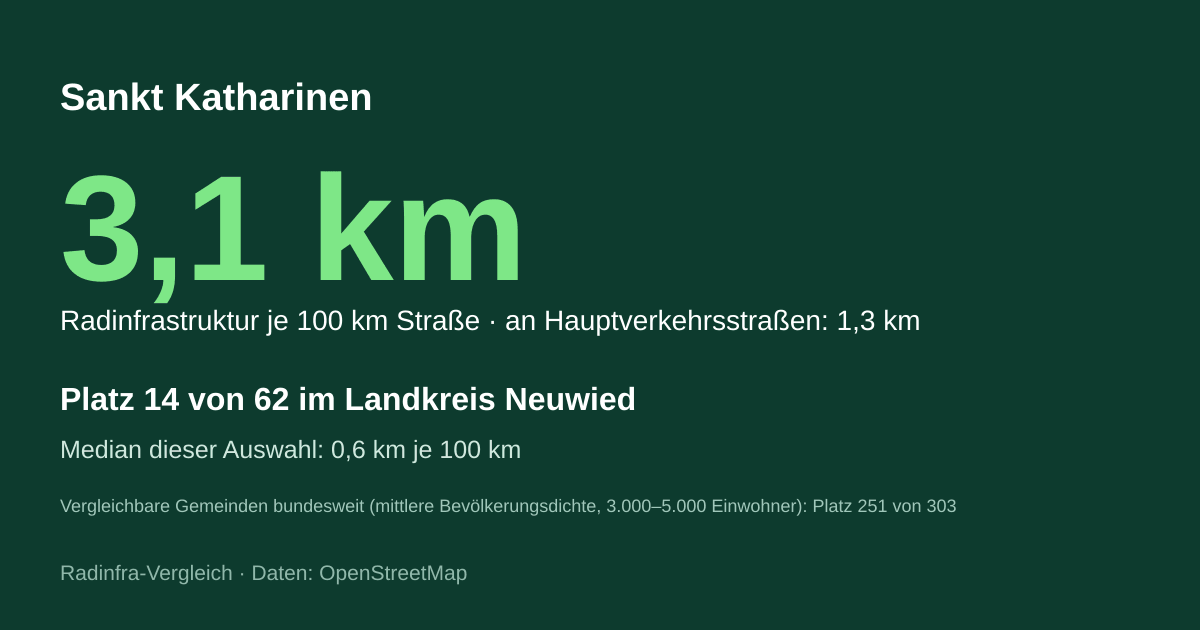 Sankt Katharinen
3,1 km
Radinfrastruktur je 100 km Straße · an Hauptverkehrsstraßen: 1,3 km
Platz 14 von 62 im Landkreis Neuwied
Median dieser Auswahl: 0,6 km je 100 km
Vergleichbare Gemeinden bundesweit (mittlere Bevölkerungsdichte, 3.000–5.000 Einwohner): Platz 251 von 303
Radinfra-Vergleich · Daten: OpenStreetMap